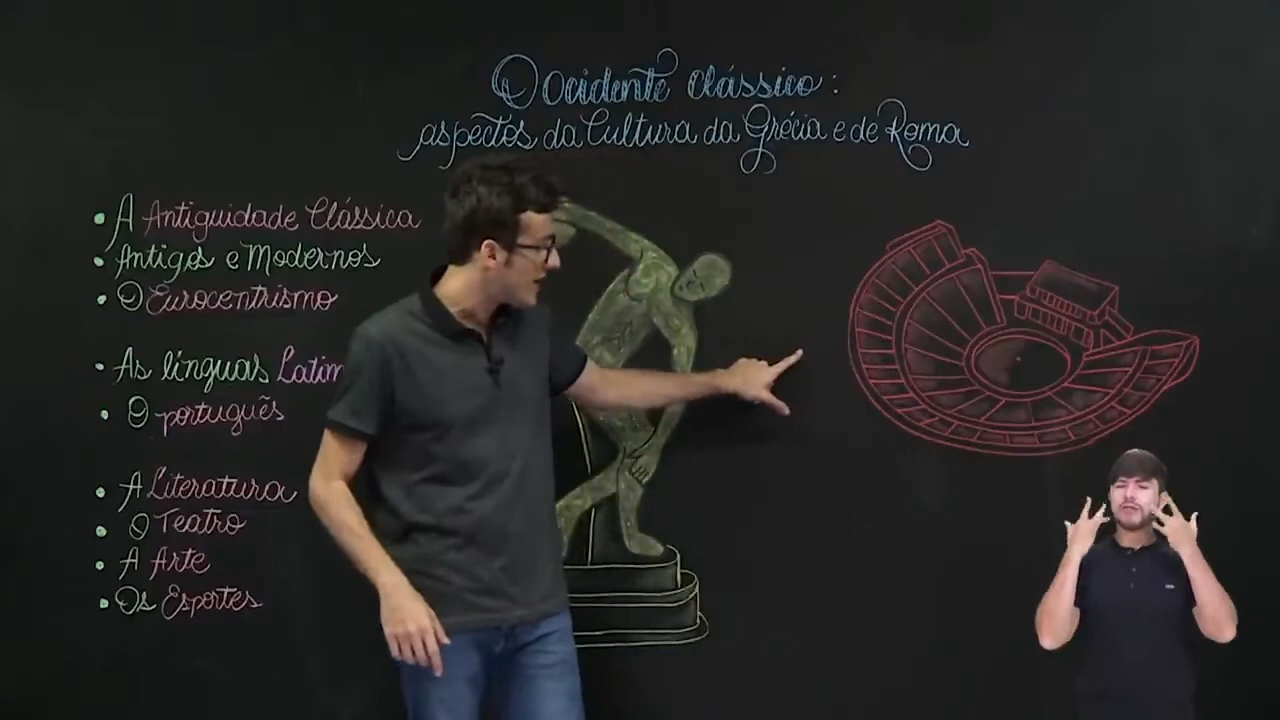 O Ocidente Clássico:
aspectos da Cultura da Grécia e de Roma
• A Antiguidade Clássica
• Antigos e Modernos
• O Eurocentrismo
• As línguas Latin
• O português
• A Literatura
• O Teatro
• A Arte
• Os Esportes